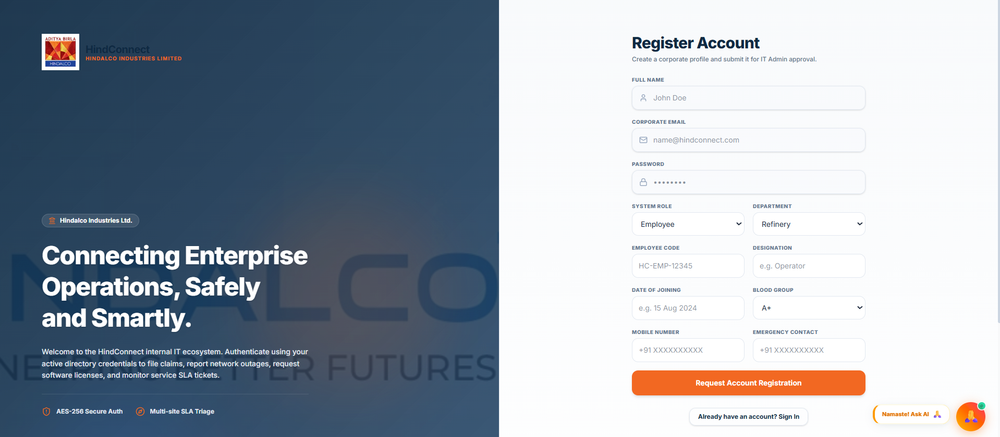 ADITYA BIRLA
HINDALCO
HindConnect
HINDALCO INDUSTRIES LIMITED
Hindalco Industries Ltd.
Connecting Enterprise
Operations, Safely
and Smartly.
NDALCO
NEERING BETTER FUTURES
Welcome to the HindConnect internal IT ecosystem. Authenticate using your
active directory credentials to file claims, report network outages, request
software licenses, and monitor service SLA tickets.
AES-256 Secure Auth
Multi-site SLA Triage
Register Account
Create a corporate profile and submit it for IT Admin approval.
FULL NAME
John Doe
CORPORATE EMAIL
name@hindconnect.com
PASSWORD
••••••••
SYSTEM ROLE
DEPARTMENT
Employee
Refinery
EMPLOYEE CODE
DESIGNATION
HC-EMP-12345
e.g. Operator
DATE OF JOINING
BLOOD GROUP
e.g. 15 Aug 2024
A+
MOBILE NUMBER
EMERGENCY CONTACT
+91 XXXXXXXXXX
+91 XXXXXXXXXX
Request Account Registration
Already have an account? Sign In
Namaste! Ask AI 🙏